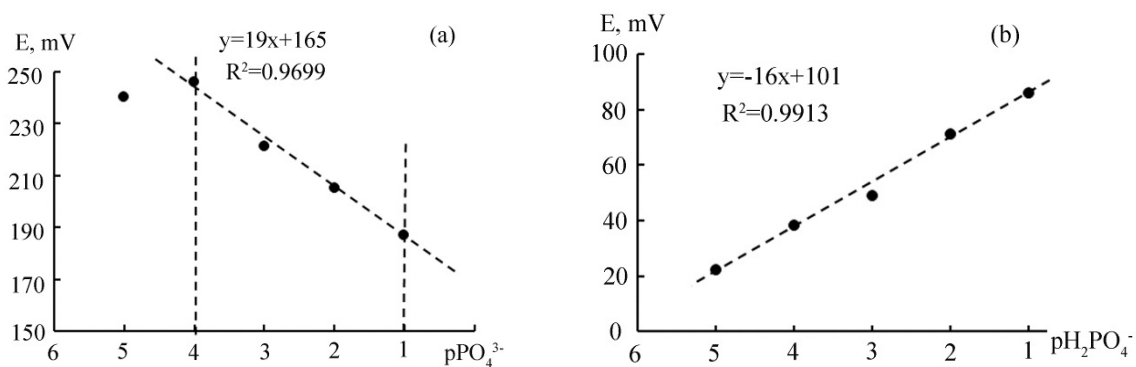 E, mV
y=19x+165
R²=0.9699
(a)
250
230
210
190
170
150
6 5 4 3 2 1 pPO₄³⁻
E, mV
(b)
y=-16x+101
R²=0.9913
100
80
60
40
20
0
6 5 4 3 2 1 pH₂PO₄⁻